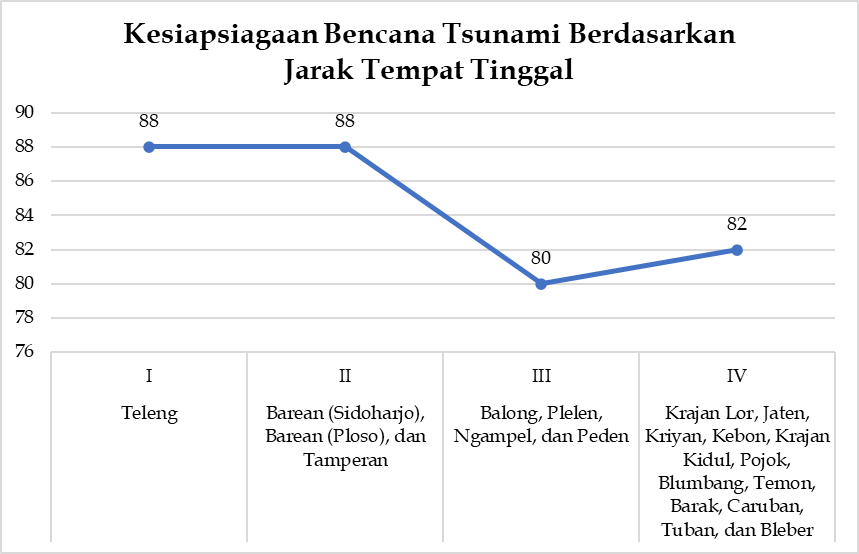 Kesiapsiagaan Bencana Tsunami Berdasarkan
Jarak Tempat Tinggal
90
88
86
84
82
80
78
76
88
88
80
82
I
II
III
IV
Teleng
Barean (Sidoharjo),
Barean (Ploso), dan
Tamperan
Balong, Plelen,
Ngampel, dan Peden
Krajan Lor, Jaten,
Kriyan, Kebon, Krajan
Kidul, Pojok,
Blumbang, Temon,
Barak, Caruban,
Tuban, dan Bleber